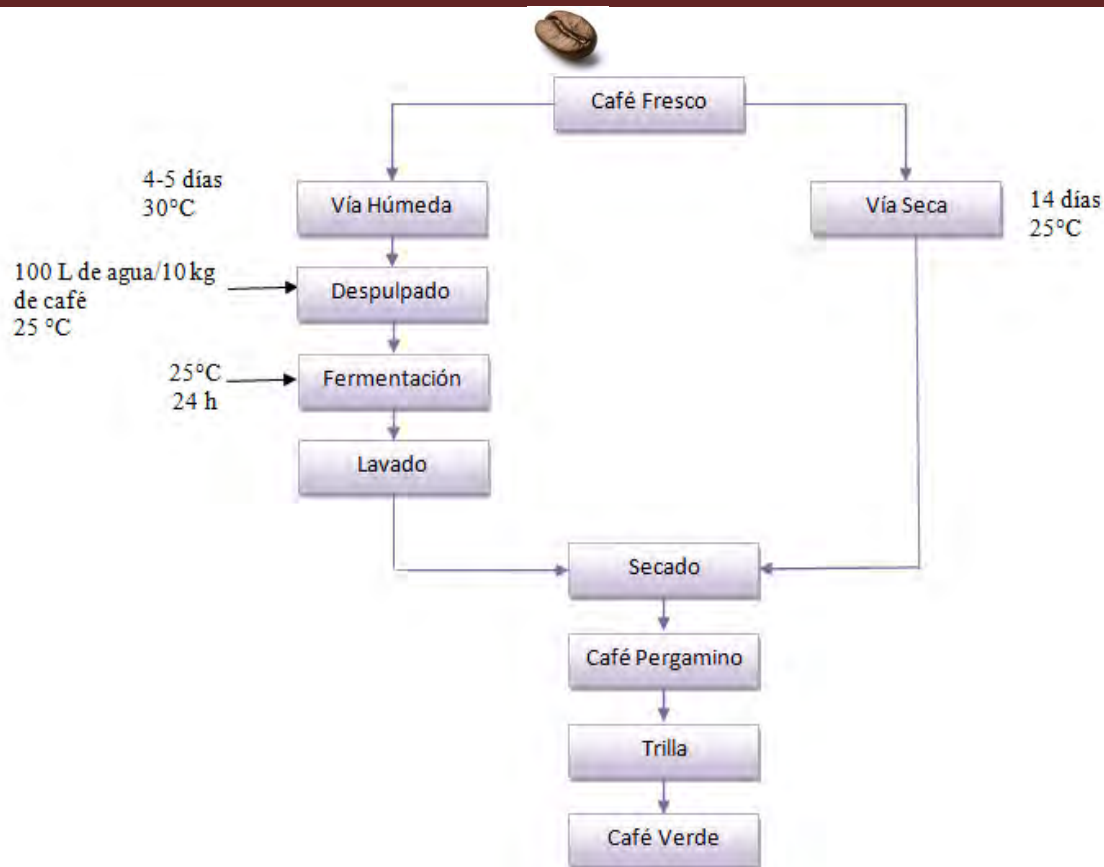 Café Fresco
4-5 días
30°C
Vía Húmeda
Vía Seca
14 días
25°C
100 L de agua/10 kg
de café
25 °C
Despulpado
25°C
24 h
Fermentación
Lavado
Secado
Café Pergamino
Trilla
Café Verde